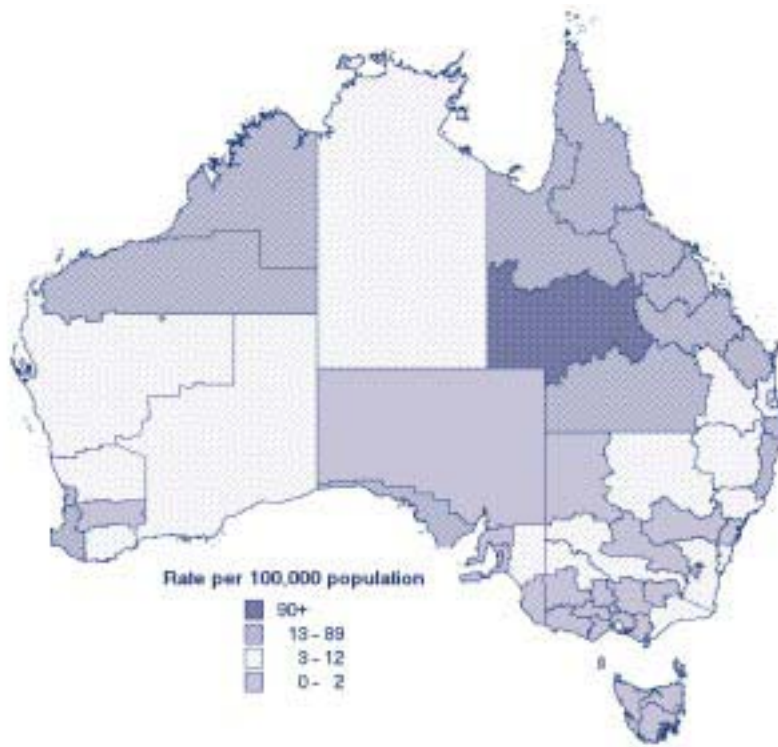 Rate per 100,000 population
90+
13 - 89
3 - 12
0 - 2